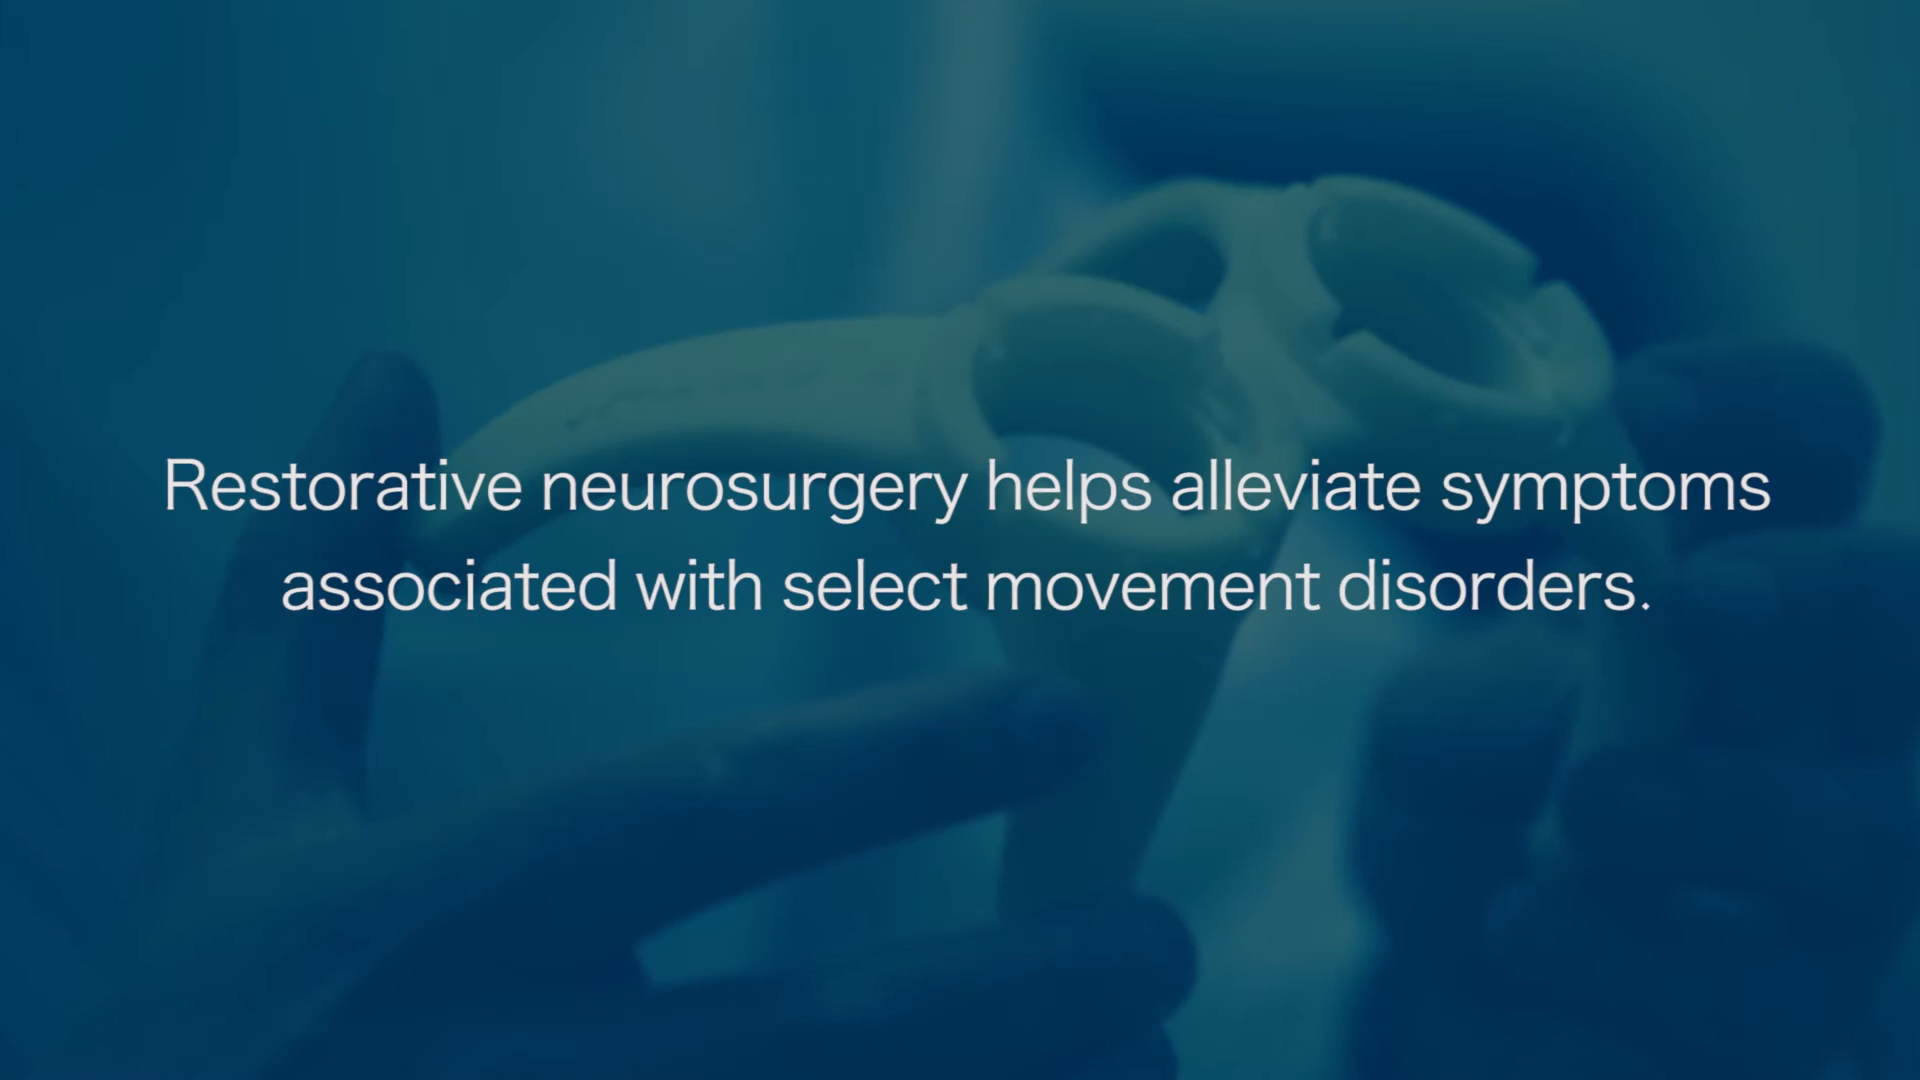 Restorative neurosurgery helps alleviate symptoms
associated with select movement disorders.